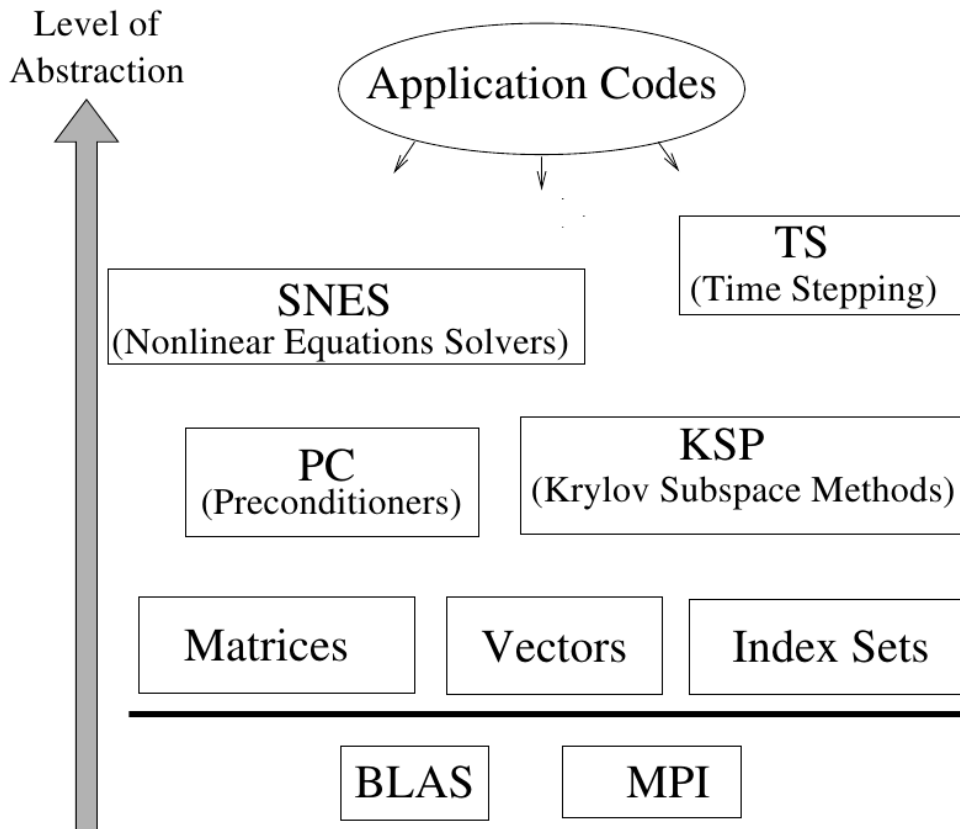 Level of
Abstraction
Application Codes
TS
(Time Stepping)
SNES
(Nonlinear Equations Solvers)
PC
(Preconditioners)
KSP
(Krylov Subspace Methods)
Matrices
Vectors
Index Sets
BLAS
MPI